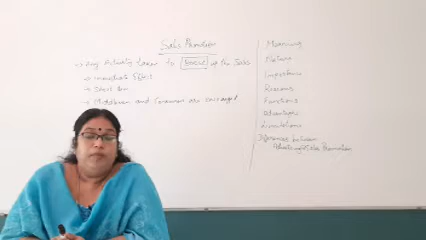 Sales Promotion
→ Any Activity taken to Boost up the Sales
→ Immediate Effect
→ Short Term
→ Middlemen and Consumer are encouraged
Meaning
Nature
Importance
Reasons
Functions
Advantages
Limitations
Difference between
Advertising & Sales Promotion